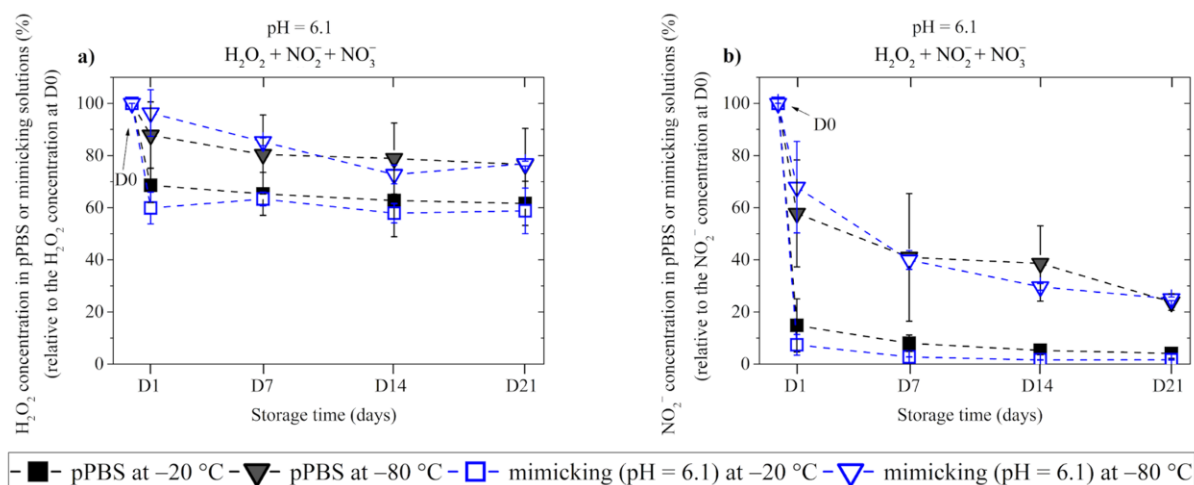 pH = 6.1
a) H₂O₂ + NO₂⁻ + NO₃⁻
H₂O₂ concentration in pPBS or mimicking solutions (%)
(relative to the H₂O₂ concentration at D0)
100
80
60
40
20
0
D0
D1 D7 D14 D21
Storage time (days)
pH = 6.1
b) H₂O₂ + NO₂⁻ + NO₃⁻
NO₂⁻ concentration in pPBS or mimicking solutions (%)
(relative to the NO₂⁻ concentration at D0)
100
80
60
40
20
0
D0
D1 D7 D14 D21
Storage time (days)
pPBS at –20 °C pPBS at –80 °C mimicking (pH = 6.1) at –20 °C mimicking (pH = 6.1) at –80 °C